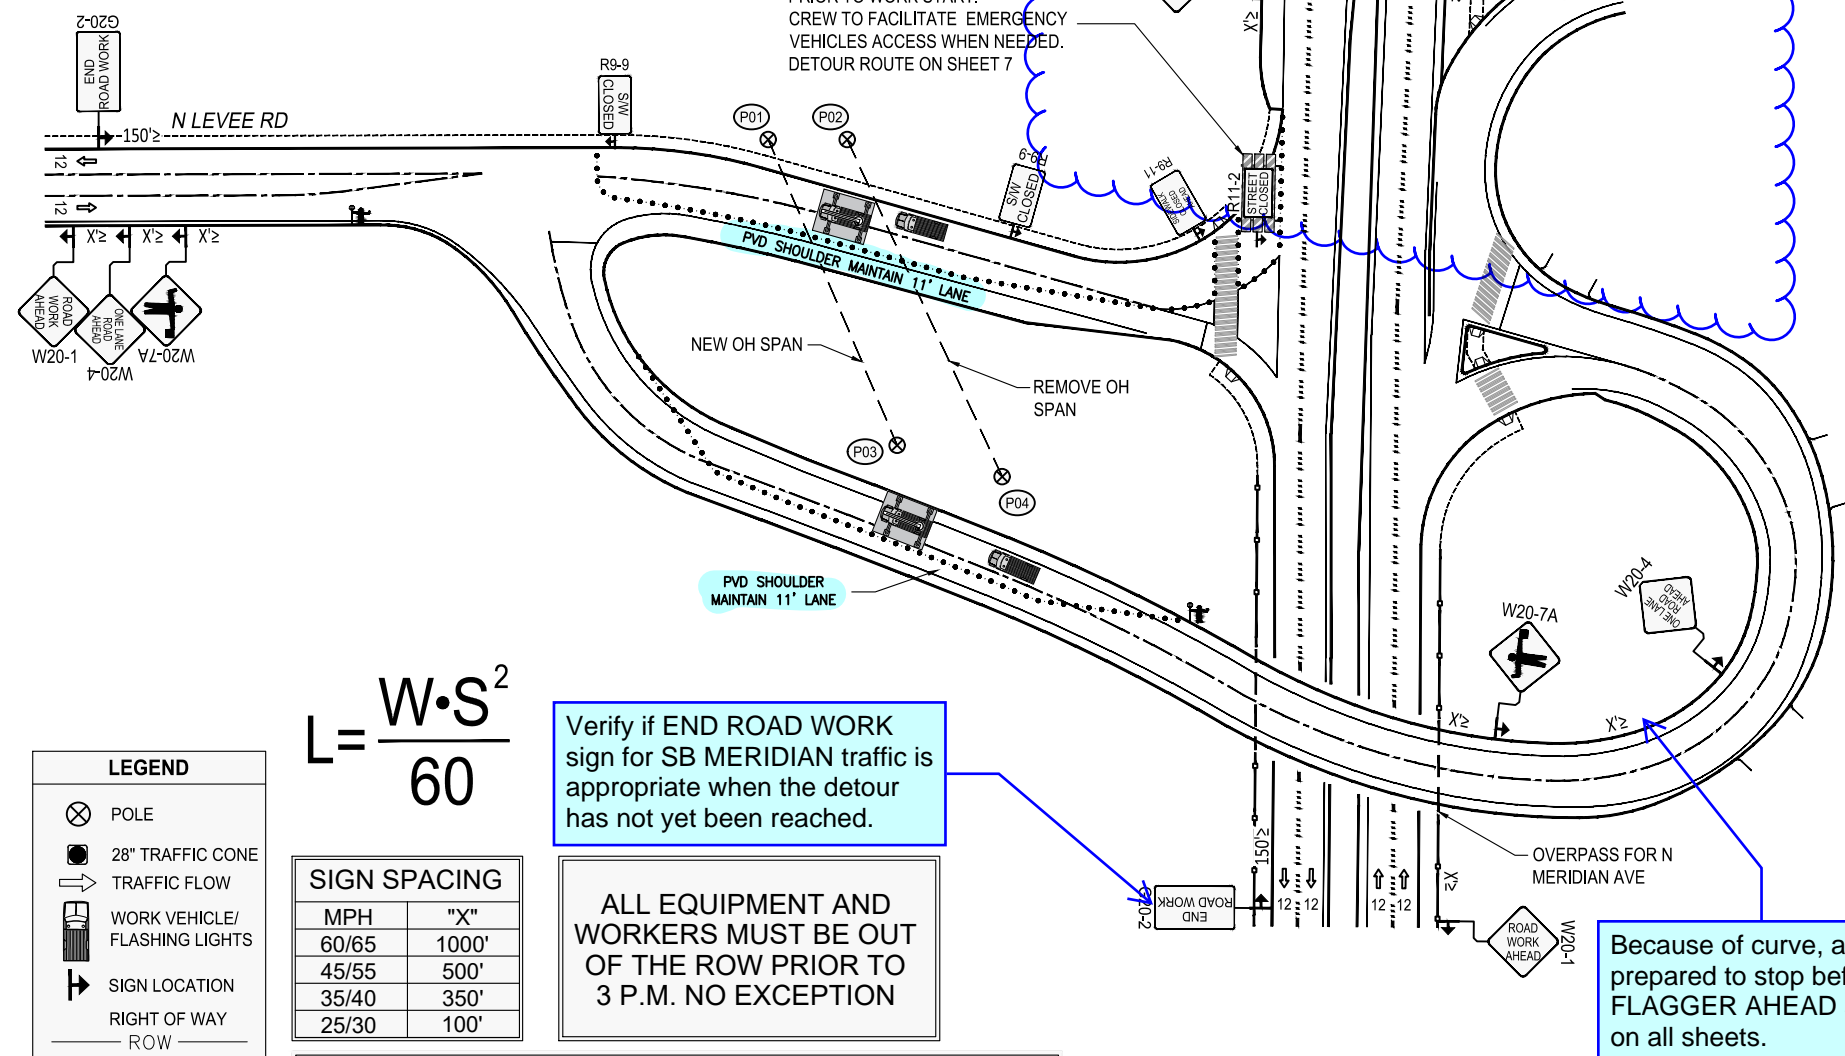 CREW TO FACILITATE EMERGENCY
VEHICLES ACCESS WHEN NEEDED.
DETOUR ROUTE ON SHEET 7
G20-2
END
ROAD WORK
150'≥
N LEVEE RD
R9-9
S/W
CLOSED
P01
P02
R9-9
S/W
CLOSED
R9-11
R11-2
STREET
CLOSED
X'≥
12
12
X'≥
X'≥
X'≥
ROAD
WORK
AHEAD
W20-1
ONE LANE
ROAD
AHEAD
W20-4
W20-7A
PVD SHOULDER MAINTAIN 11' LANE
NEW OH SPAN
REMOVE OH
SPAN
P03
P04
PVD SHOULDER
MAINTAIN 11' LANE
W20-4
ONE LANE
ROAD
AHEAD
W20-7A
X'≥
X'≥
L= W•S²
60
Verify if END ROAD WORK
sign for SB MERIDIAN traffic is
appropriate when the detour
has not yet been reached.
LEGEND
POLE
28" TRAFFIC CONE
TRAFFIC FLOW
WORK VEHICLE/
FLASHING LIGHTS
SIGN LOCATION
RIGHT OF WAY
ROW
SIGN SPACING
MPH "X"
60/65 1000'
45/55 500'
35/40 350'
25/30 100'
ALL EQUIPMENT AND
WORKERS MUST BE OUT
OF THE ROW PRIOR TO
3 P.M. NO EXCEPTION
G20-2
END
ROAD WORK
150'≥
12 12
12 12
X'≥
OVERPASS FOR N
MERIDIAN AVE
ROAD
WORK
AHEAD
W20-1
Because of curve, a
prepared to stop bef
FLAGGER AHEAD
on all sheets.